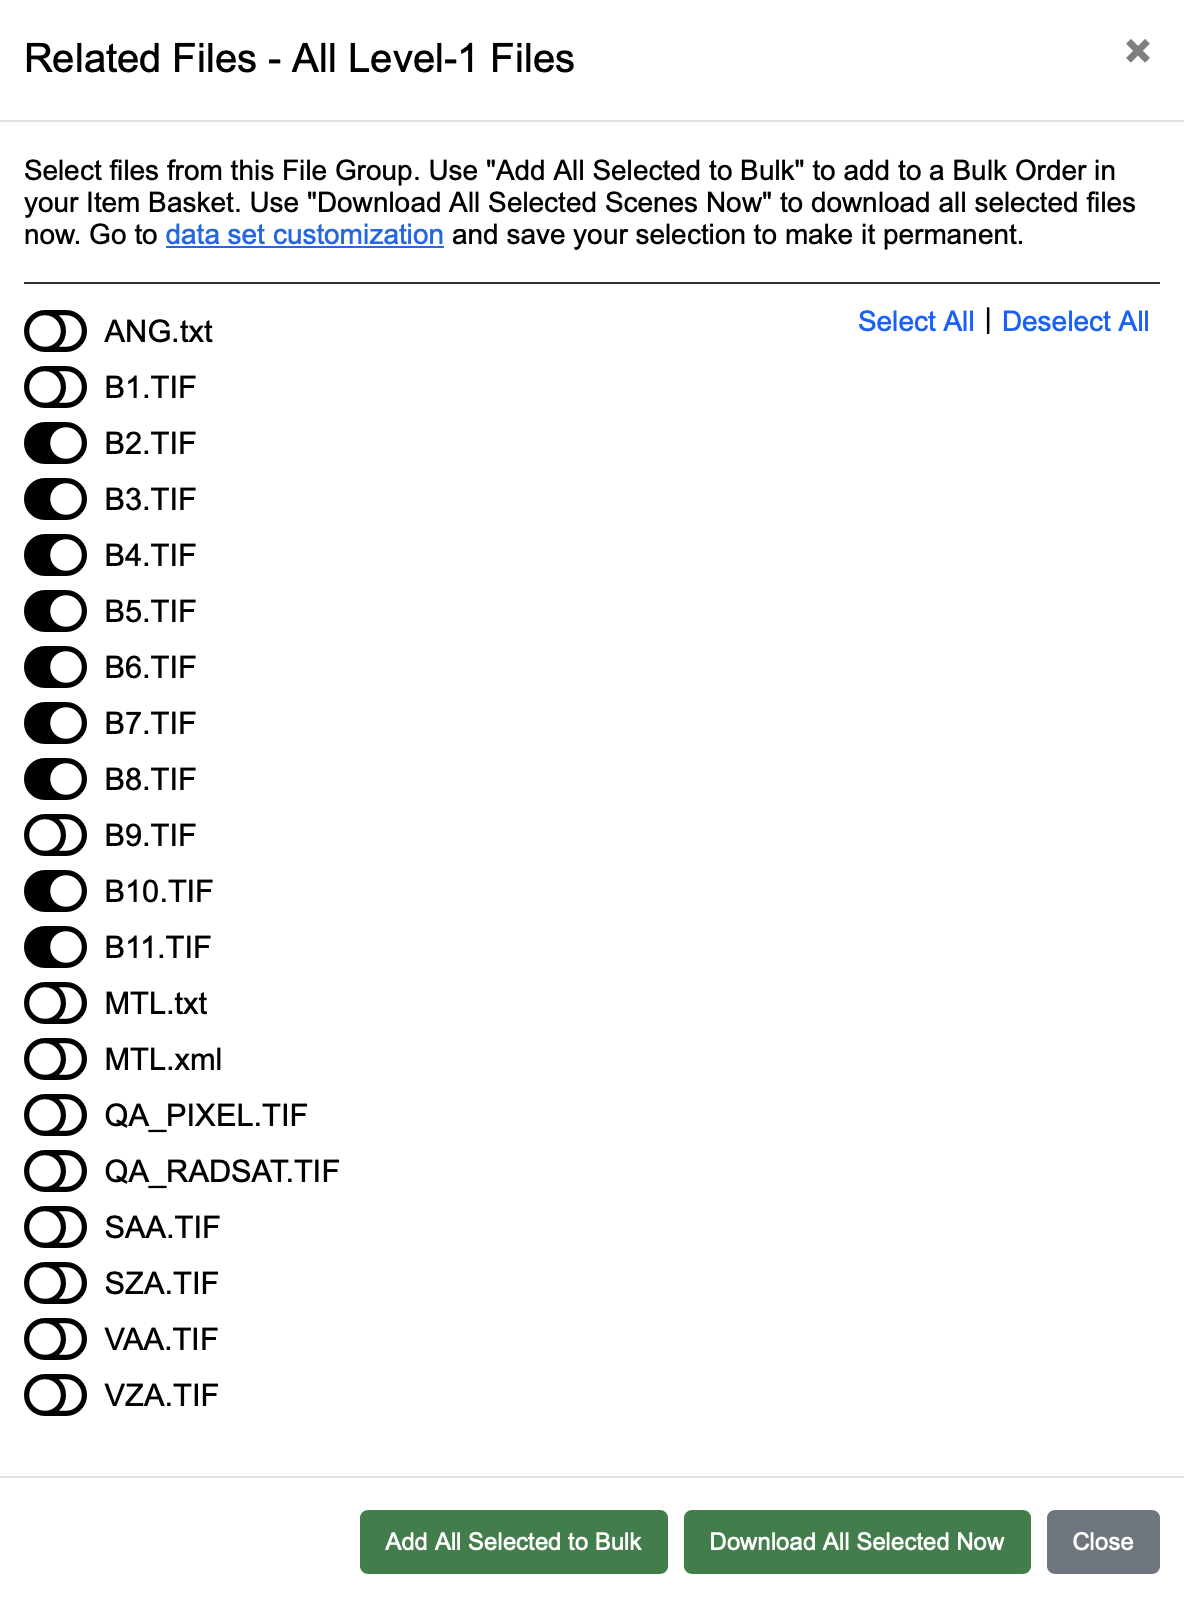 Related Files - All Level-1 Files
Select files from this File Group. Use "Add All Selected to Bulk" to add to a Bulk Order in
your Item Basket. Use "Download All Selected Scenes Now" to download all selected files
now. Go to data set customization and save your selection to make it permanent.
Select All | Deselect All
ANG.txt
B1.TIF
B2.TIF
B3.TIF
B4.TIF
B5.TIF
B6.TIF
B7.TIF
B8.TIF
B9.TIF
B10.TIF
B11.TIF
MTL.txt
MTL.xml
QA_PIXEL.TIF
QA_RADSAT.TIF
SAA.TIF
SZA.TIF
VAA.TIF
VZA.TIF
Add All Selected to Bulk
Download All Selected Now
Close